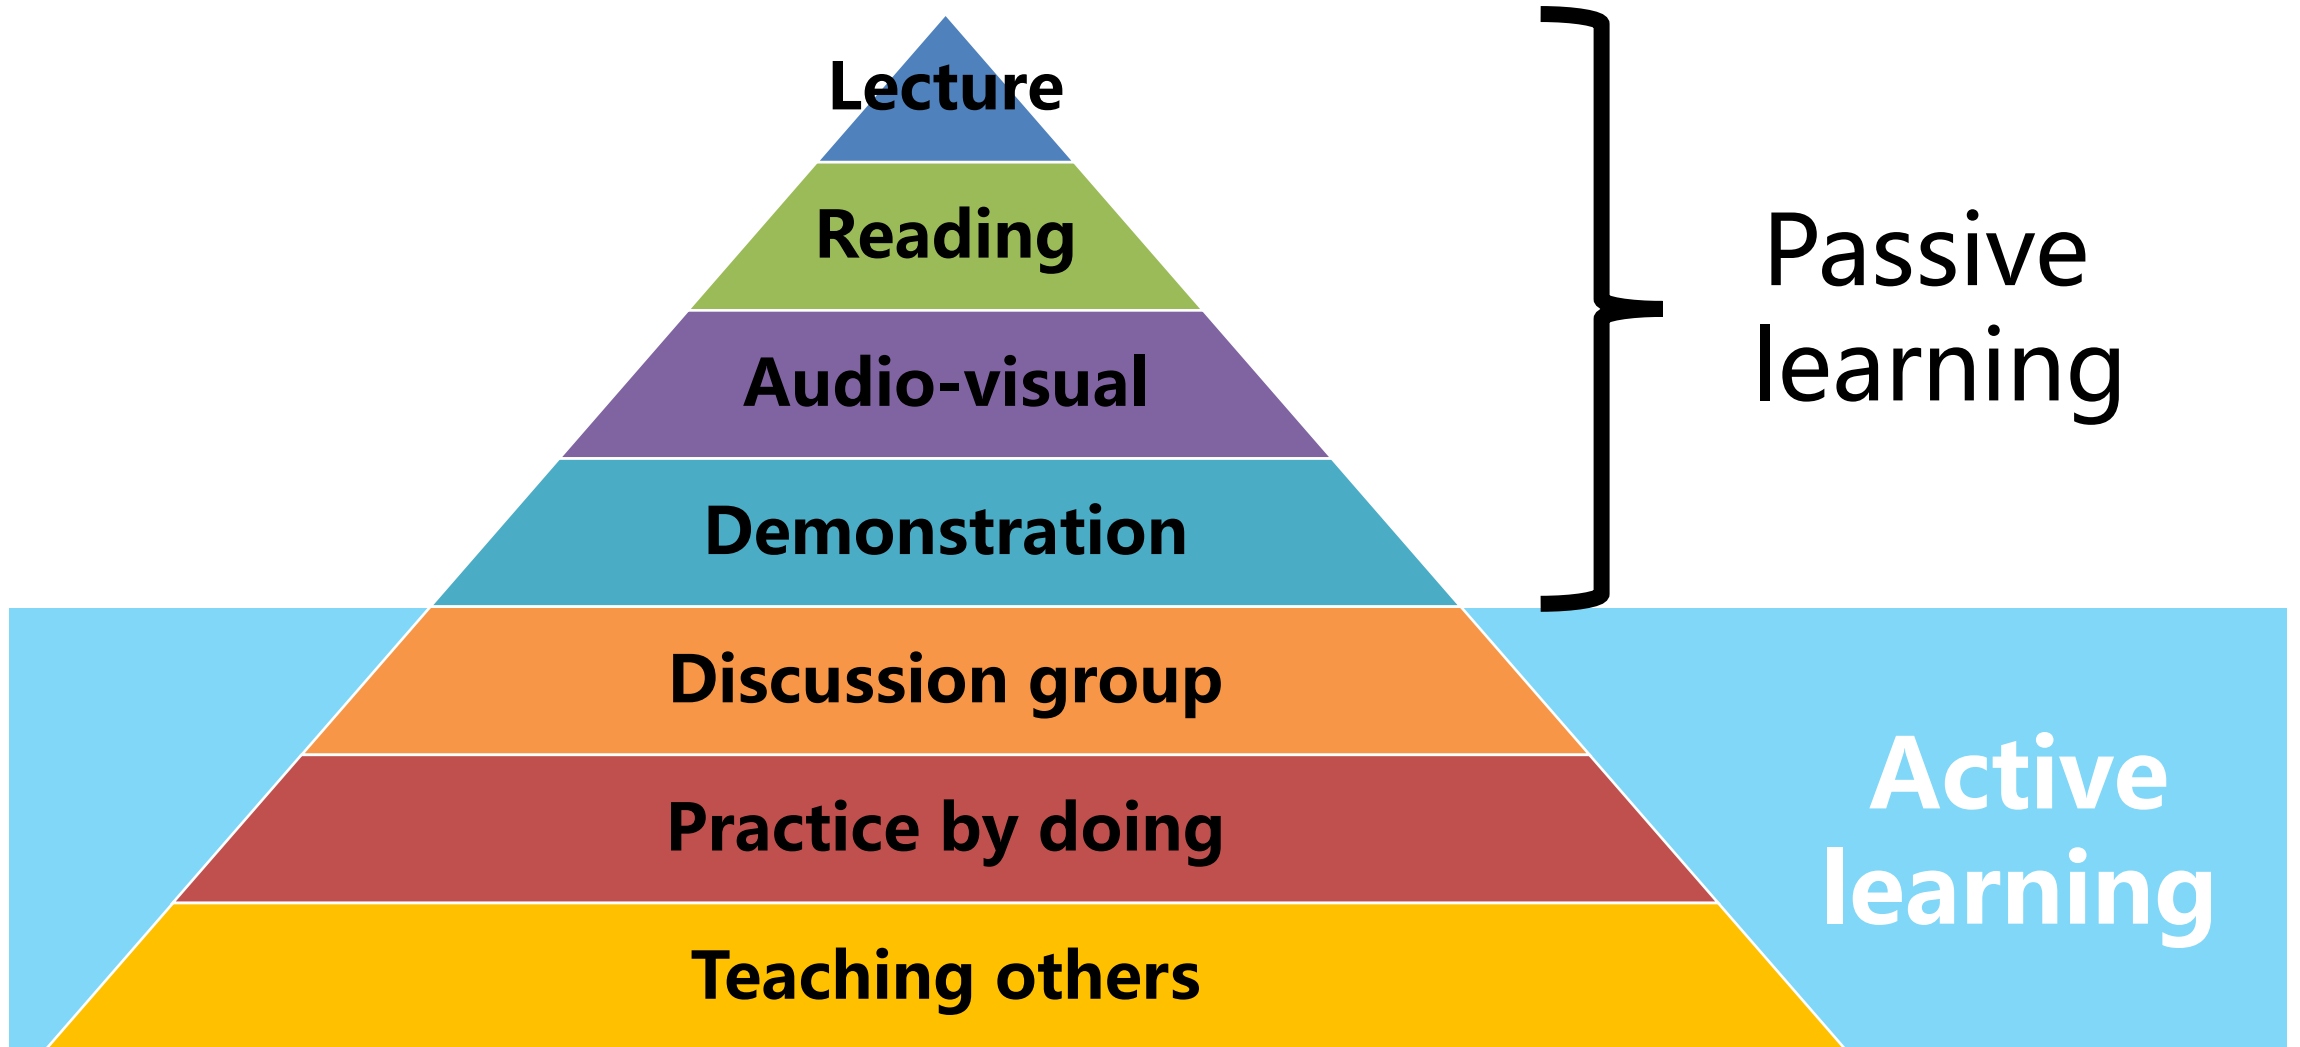 Lecture
Reading
Audio-visual
Demonstration
Discussion group
Practice by doing
Teaching others
Passive
learning
Active
learning